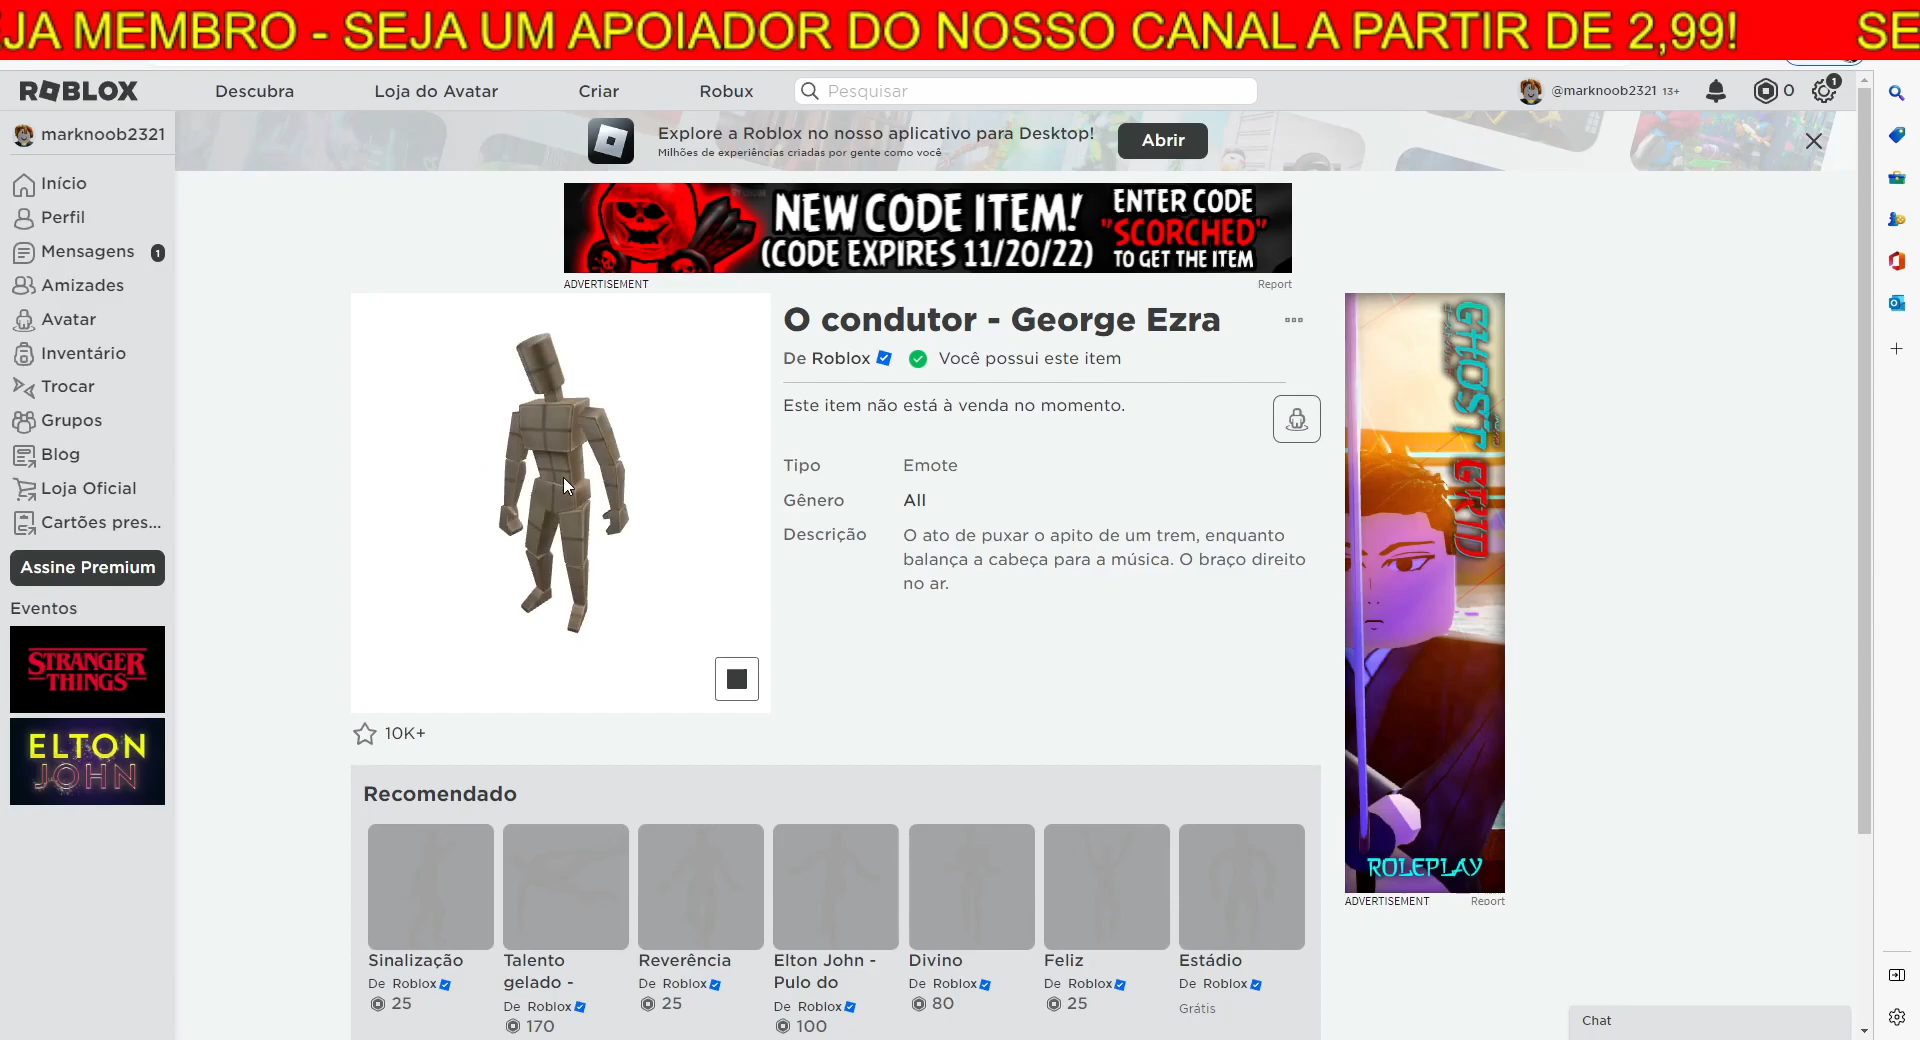 JA MEMBRO - SEJA UM APOIADOR DO NOSSO CANAL A PARTIR DE 2,99! SE
ROBLOX
Descubra
Loja do Avatar
Criar
Robux
Pesquisar
@marknoob2321 13+
0
1
marknoob2321
Explore a Roblox no nosso aplicativo para Desktop!
Milhões de experiências criadas por gente como você
Abrir
Início
Perfil
Mensagens 1
Amizades
Avatar
Inventário
Trocar
Grupos
Blog
Loja Oficial
Cartões pres...
Assine Premium
Eventos
STRANGER
THINGS
ELTON
JOHN
NEW CODE ITEM!
(CODE EXPIRES 11/20/22)
ENTER CODE
"SCORCHED"
TO GET THE ITEM
ADVERTISEMENT
Report
O condutor - George Ezra
De Roblox Você possui este item
Este item não está à venda no momento.
Tipo Emote
Gênero All
Descrição O ato de puxar o apito de um trem, enquanto
balança a cabeça para a música. O braço direito
no ar.
10K+
GHOST GRID
ROLEPLAY
ADVERTISEMENT
Report
Recomendado
Sinalização
De Roblox
25
Talento
gelado -
De Roblox
170
Reverência
De Roblox
25
Elton John -
Pulo do
De Roblox
100
Divino
De Roblox
80
Feliz
De Roblox
25
Estádio
De Roblox
Grátis
Chat